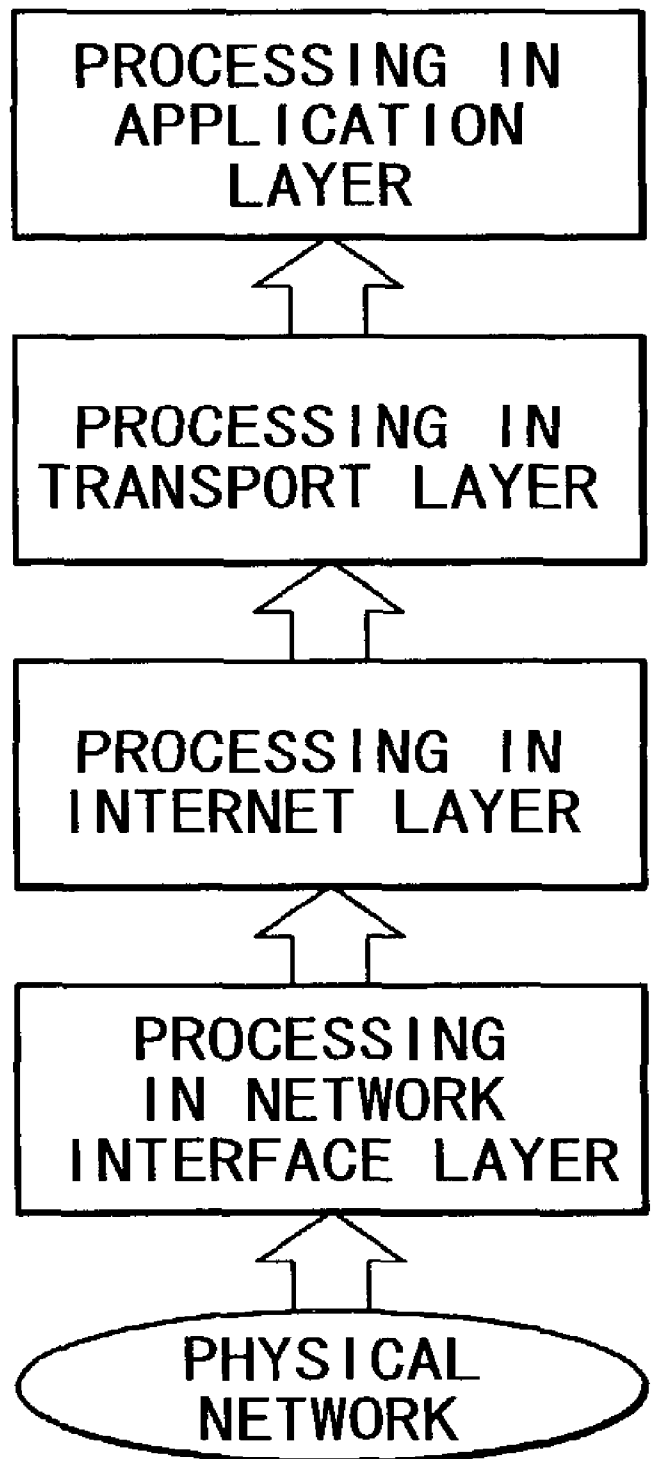 PROCESSING IN
APPLICATION
LAYER
PROCESSING IN
TRANSPORT LAYER
PROCESSING IN
INTERNET LAYER
PROCESSING
IN NETWORK
INTERFACE LAYER
PHYSICAL
NETWORK